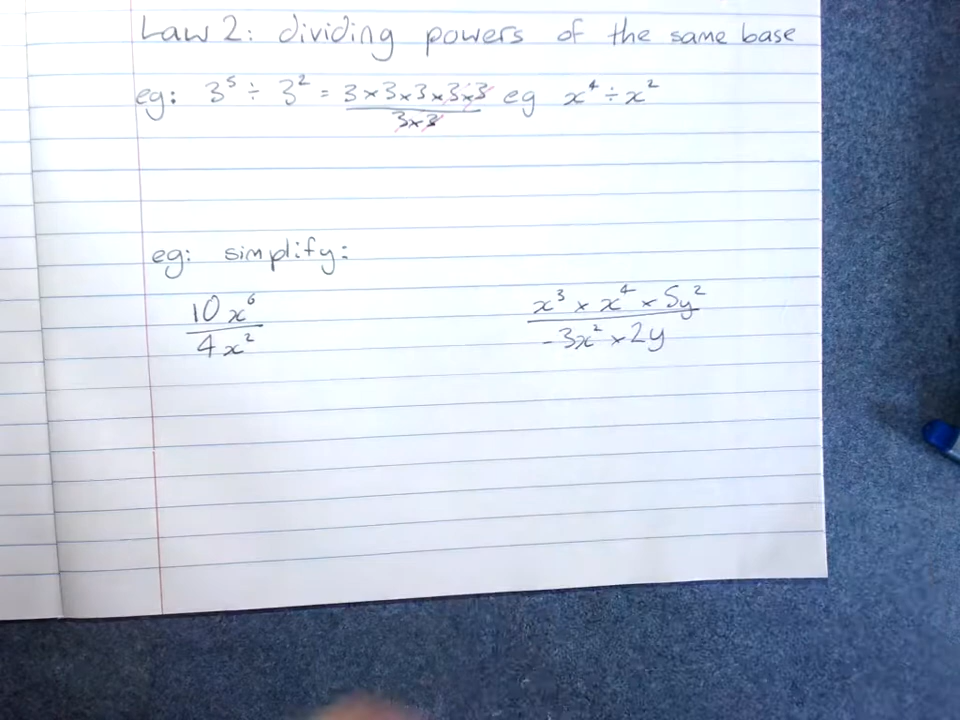 Law 2: dividing powers of the same base
eg: 3⁵ ÷ 3² = 3×3×3×3×3 eg x⁴ ÷ x²
3×3
eg: simplify:
10x⁶ x³ × x⁴ × 5y²
4x² -3x² × 2y